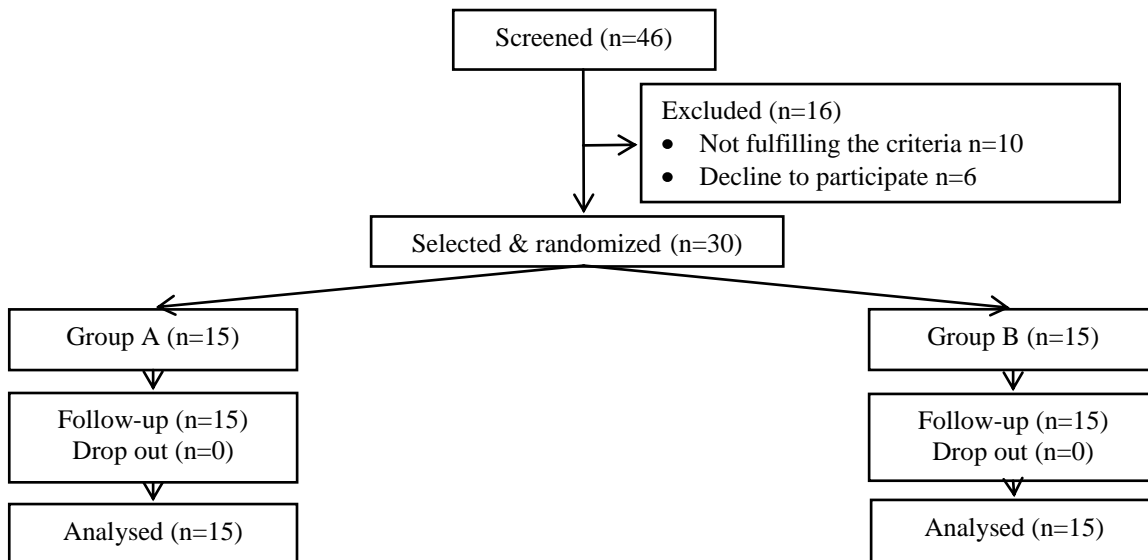 Screened (n=46)
Excluded (n=16)
• Not fulfilling the criteria n=10
• Decline to participate n=6
Selected & randomized (n=30)
Group A (n=15)
Group B (n=15)
Follow-up (n=15)
Drop out (n=0)
Follow-up (n=15)
Drop out (n=0)
Analysed (n=15)
Analysed (n=15)